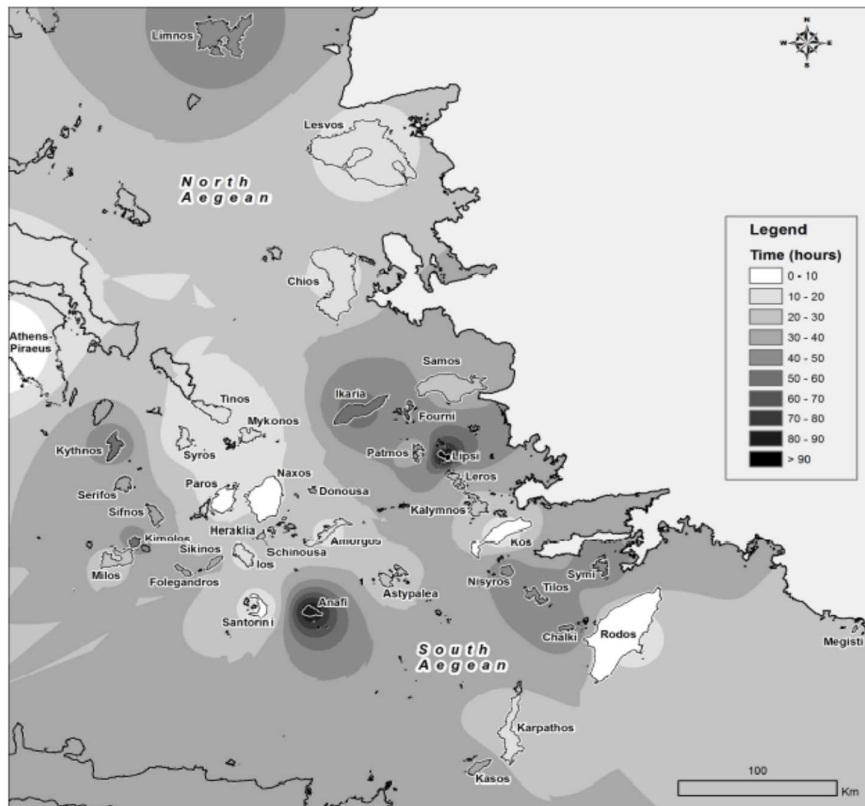 N
W E
S
Limnos
Lesvos
North
Aegean
Legend
Time (hours)
0 - 10
10 - 20
20 - 30
30 - 40
40 - 50
50 - 60
60 - 70
70 - 80
80 - 90
> 90
Chios
Athens-
Piraeus
Samos
Ikaria
Fourni
Tinos
Mykonos
Kythnos
Syros
Patmos
Lipsi
Leros
Serifos
Paros
Naxos
Donousa
Sifnos
Kalymnos
Heraklia
Kimolos
Schinousa
Amorgos
Kos
Sikinos
Ios
Milos
Folegandros
Nisyros
Symi
Astypalea
Tilos
Anafi
Santorini
Chalki
Rodos
Megisti
South
Aegean
Karpathos
Kasos
100
Km